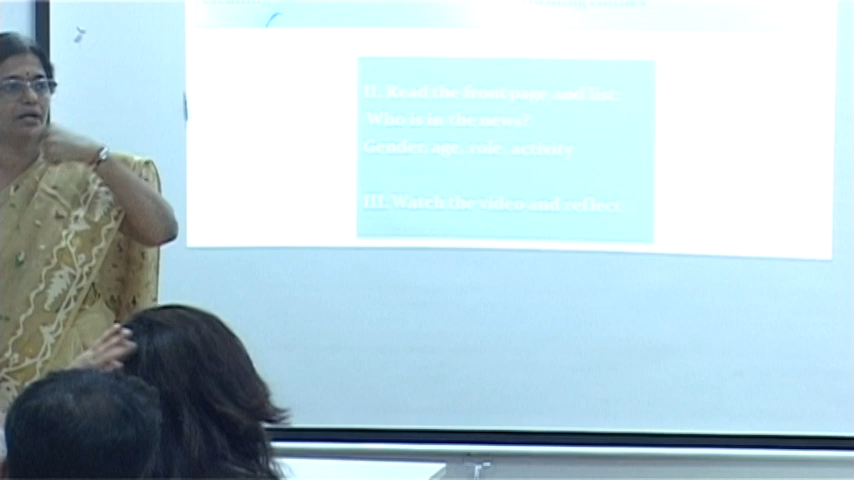 II. Read the front page and list:
Who is in the news?
Gender, age, role, activity
III. Watch the video and reflect